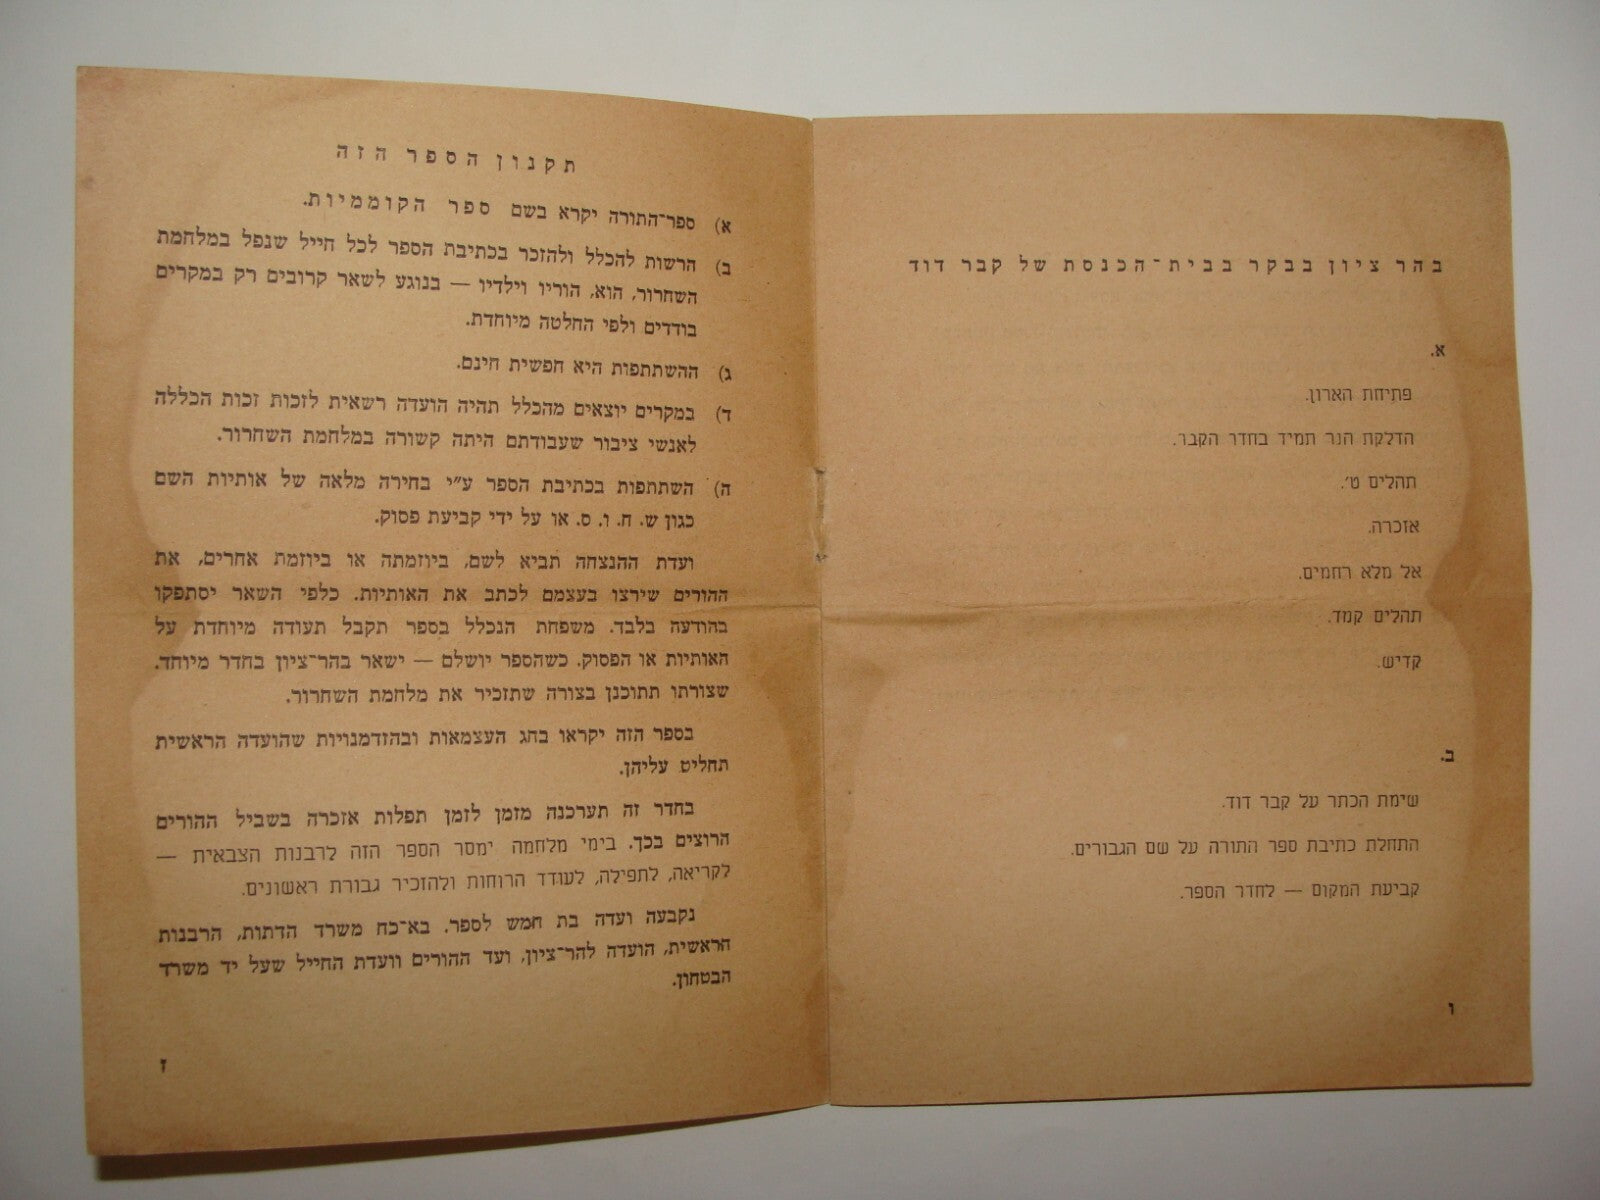 בהר ציון בבקר בבית־הכנסת של קבר דוד
א.
פתיחת הארון.
הדלקת הנר תמיד בחדר הקבר.
תהלים ט׳.
אזכרה.
אל מלא רחמים.
תהלים קמד.
קדיש.
ב.
שימת הכתר על קבר דוד.
התחלת כתיבת ספר התורה על שם הגבורים.
קביעת המקום — לחדר הספר.
ו
תקנון הספר הזה
א) ספר־התורה יקרא בשם ספר הקוממיות.
ב) הרשות להכלל ולהזכר בכתיבת הספר לכל חייל שנפל במלחמת
השחרור, הוא, הוריו וילדיו — בנוגע לשאר קרובים רק במקרים
בודדים ולפי החלטה מיוחדת.
ג) ההשתתפות היא חפשית חינם.
ד) במקרים יוצאים מהכלל תהיה הועדה רשאית לזכות זכות הכללה
לאנשי ציבור שעבודתם היתה קשורה במלחמת השחרור.
ה) השתתפות בכתיבת הספר ע״י בחירה מלאה של אותיות השם
כגון ש. ח. ו. ס. או על ידי קביעת פסוק.
ועדת ההנצחה תביא לשם, ביוזמתה או ביוזמת אחרים, את
ההורים שירצו בעצמם לכתב את האותיות. כלפי השאר יסתפקו
בהודעה בלבד. משפחת הנכלל בספר תקבל תעודה מיוחדת על
האותיות או הפסוק. כשהספר יושלם — ישאר בהר־ציון בחדר מיוחד.
שצורתו תתוכנן בצורה שתזכיר את מלחמת השחרור.
בספר הזה יקראו בחג העצמאות ובהזדמנויות שהועדה הראשית
תחליט עליהן.
בחדר זה תערכנה מזמן לזמן תפלות אזכרה בשביל ההורים
הרוצים בכך. בימי מלחמה ימסר הספר הזה לרבנות הצבאית —
לקריאה, לתפילה, לעודד הרוחות ולהזכיר גבורת ראשונים.
נקבעה ועדה בת חמש לספר. בא־כח משרד הדתות, הרבנות
הראשית, הועדה להר־ציון, ועד ההורים וועדת החייל שעל יד משרד
הבטחון.
ז